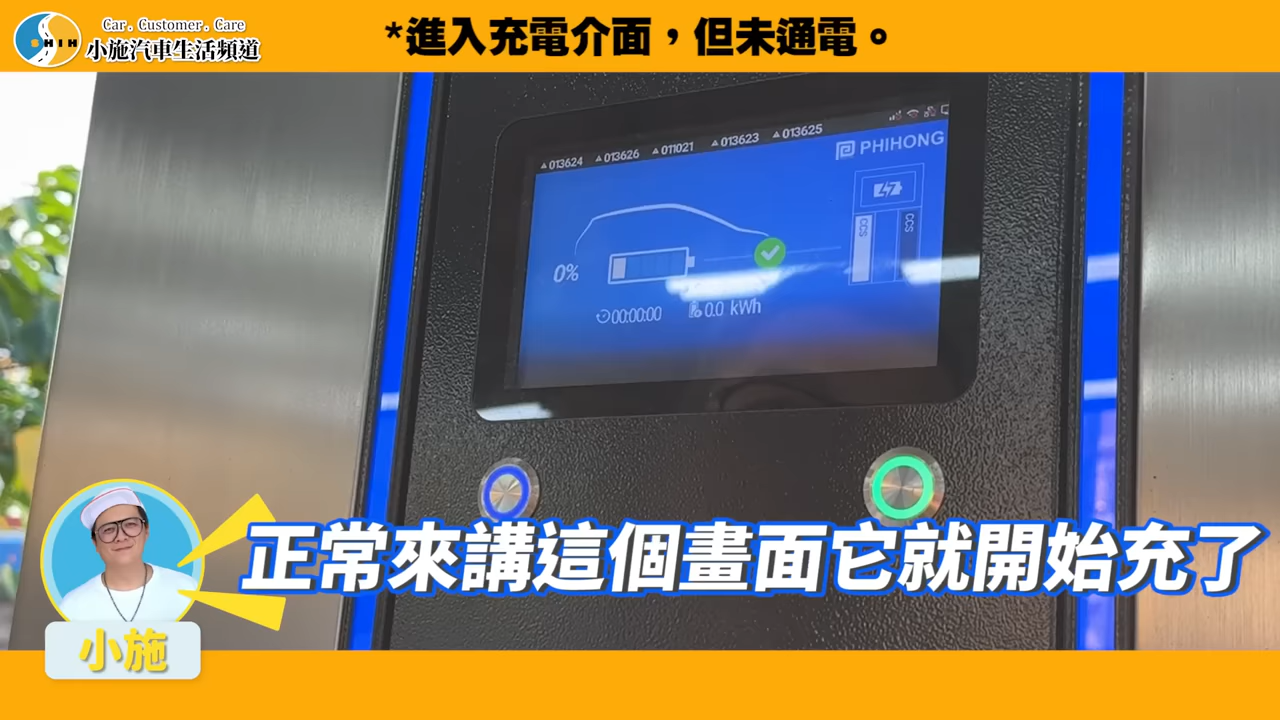 Car. Customer. Care
SHIH
小施汽車生活頻道
*進入充電介面，但未通電。
013624 013626 011021 013623 013625
PHIHONG
CCS CCS
0%
00:00:00 0.0 kWh
正常來講這個畫面它就開始充了
小施